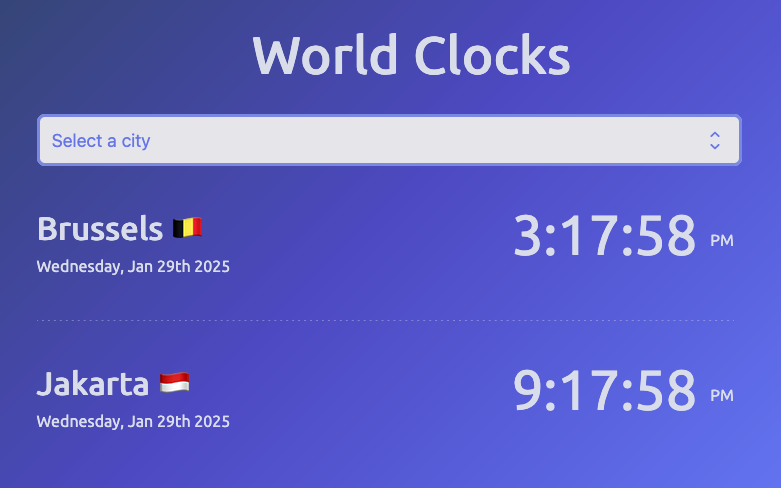 World Clocks
Select a city
Brussels 🇧🇪
3:17:58 PM
Wednesday, Jan 29th 2025
Jakarta 🇮🇩
9:17:58 PM
Wednesday, Jan 29th 2025